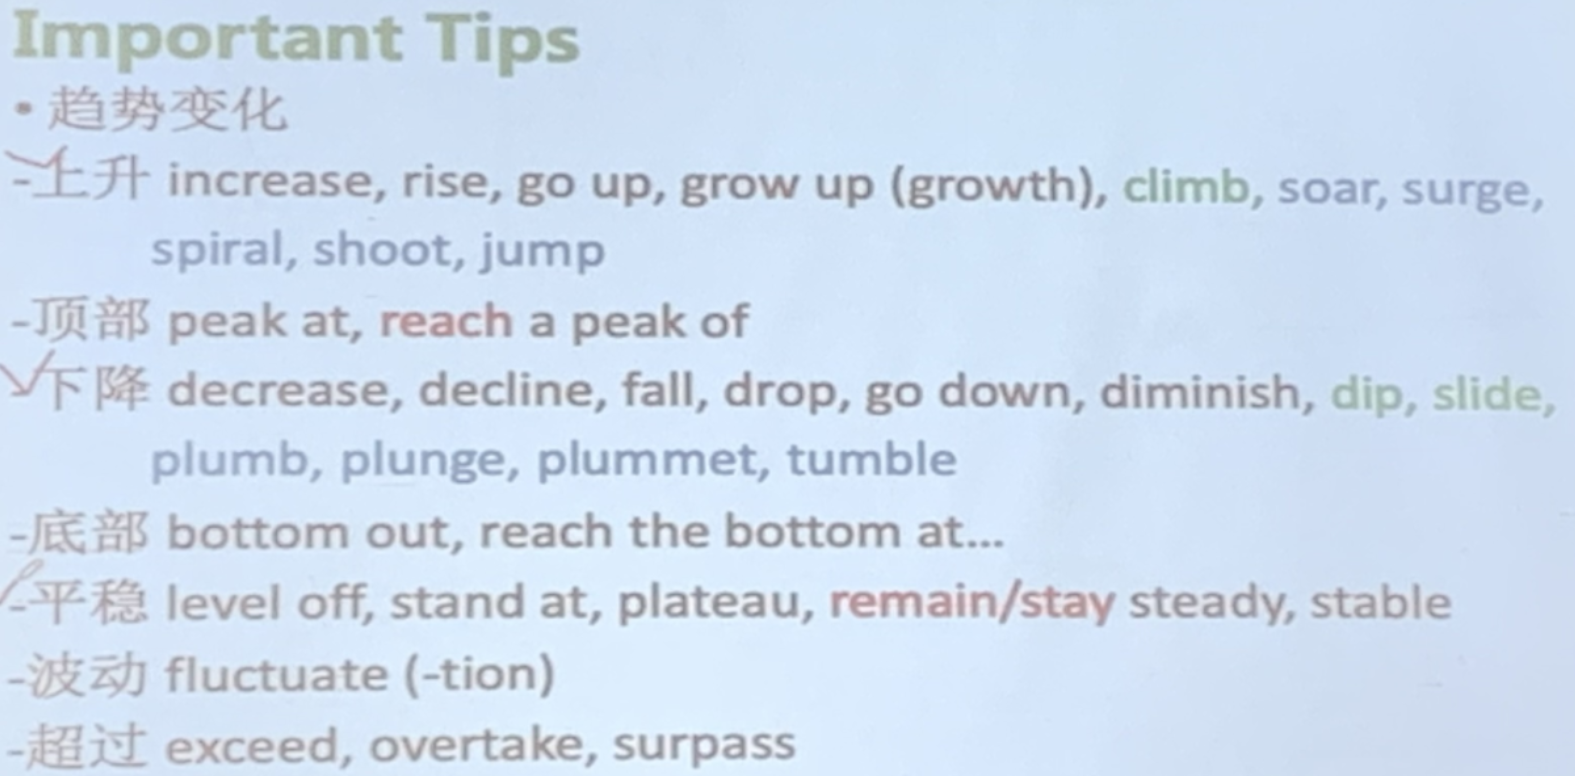 Important Tips
• 趋势变化
-上升 increase, rise, go up, grow up (growth), climb, soar, surge,
spiral, shoot, jump
-顶部 peak at, reach a peak of
-下降 decrease, decline, fall, drop, go down, diminish, dip, slide,
plumb, plunge, plummet, tumble
-底部 bottom out, reach the bottom at...
-平稳 level off, stand at, plateau, remain/stay steady, stable
-波动 fluctuate (-tion)
-超过 exceed, overtake, surpass